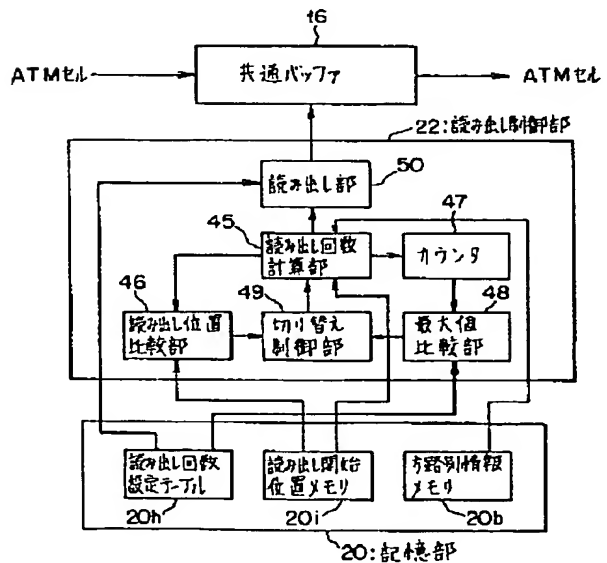 16
ATMセル
共通バッファ
ATMセル
22:読み出し制御部
読み出し部
50
45
47
読み出し回数
計算部
カウンタ
46
49
48
読み出し位置
比較部
切り替え
制御部
最大値
比較部
読み出し回数
設定テーブル
読み出し開始
位置メモリ
方路別情報
メモリ
20h
20i
20b
20:記憶部